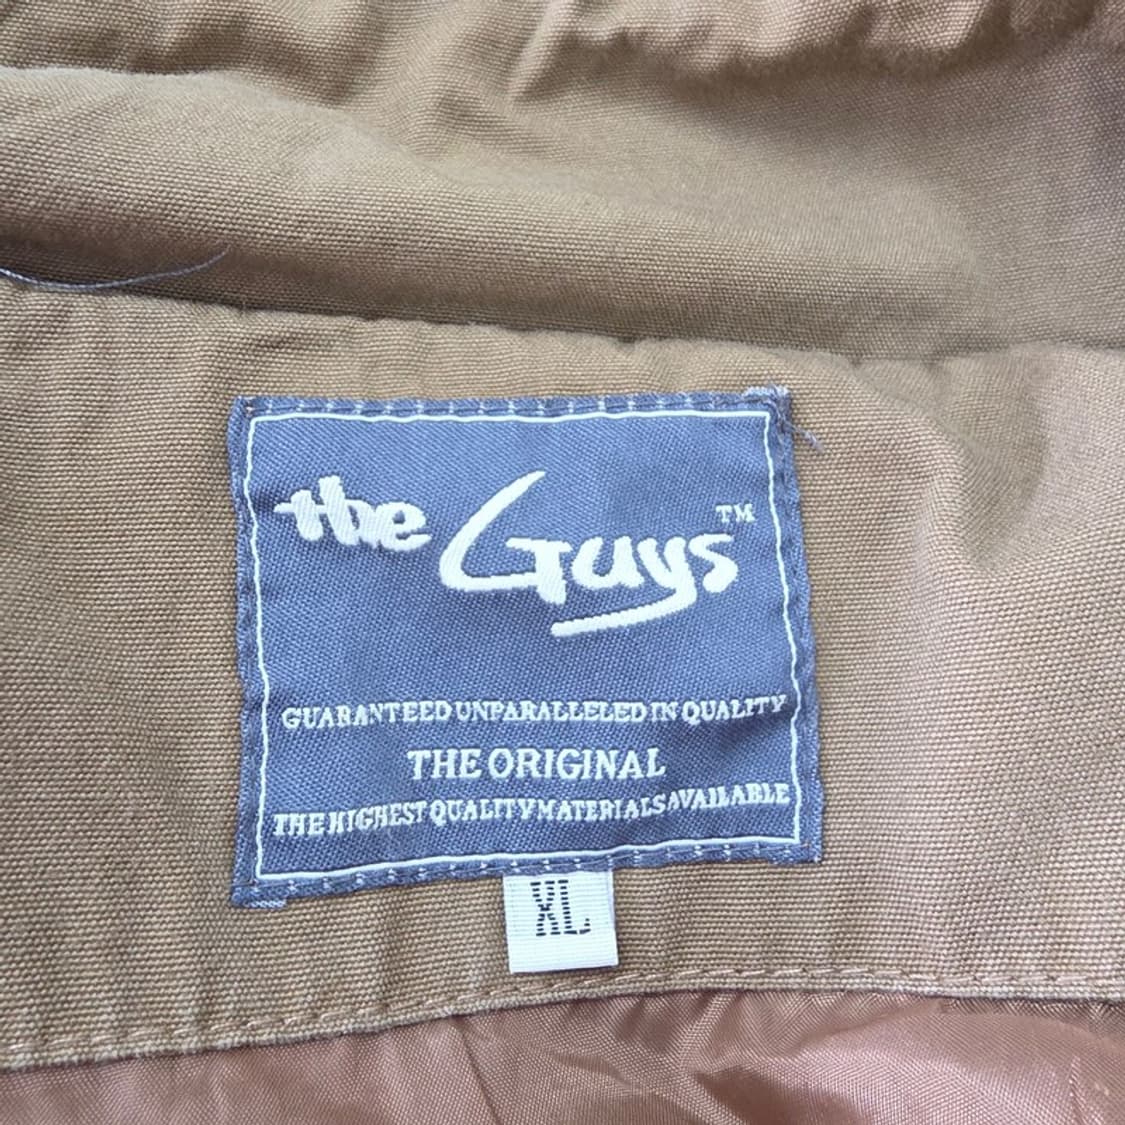 the Guys™
GUARANTEED UNPARALLELED IN QUALITY
THE ORIGINAL
THE HIGHEST QUALITY MATERIALS AVAILABLE
XL